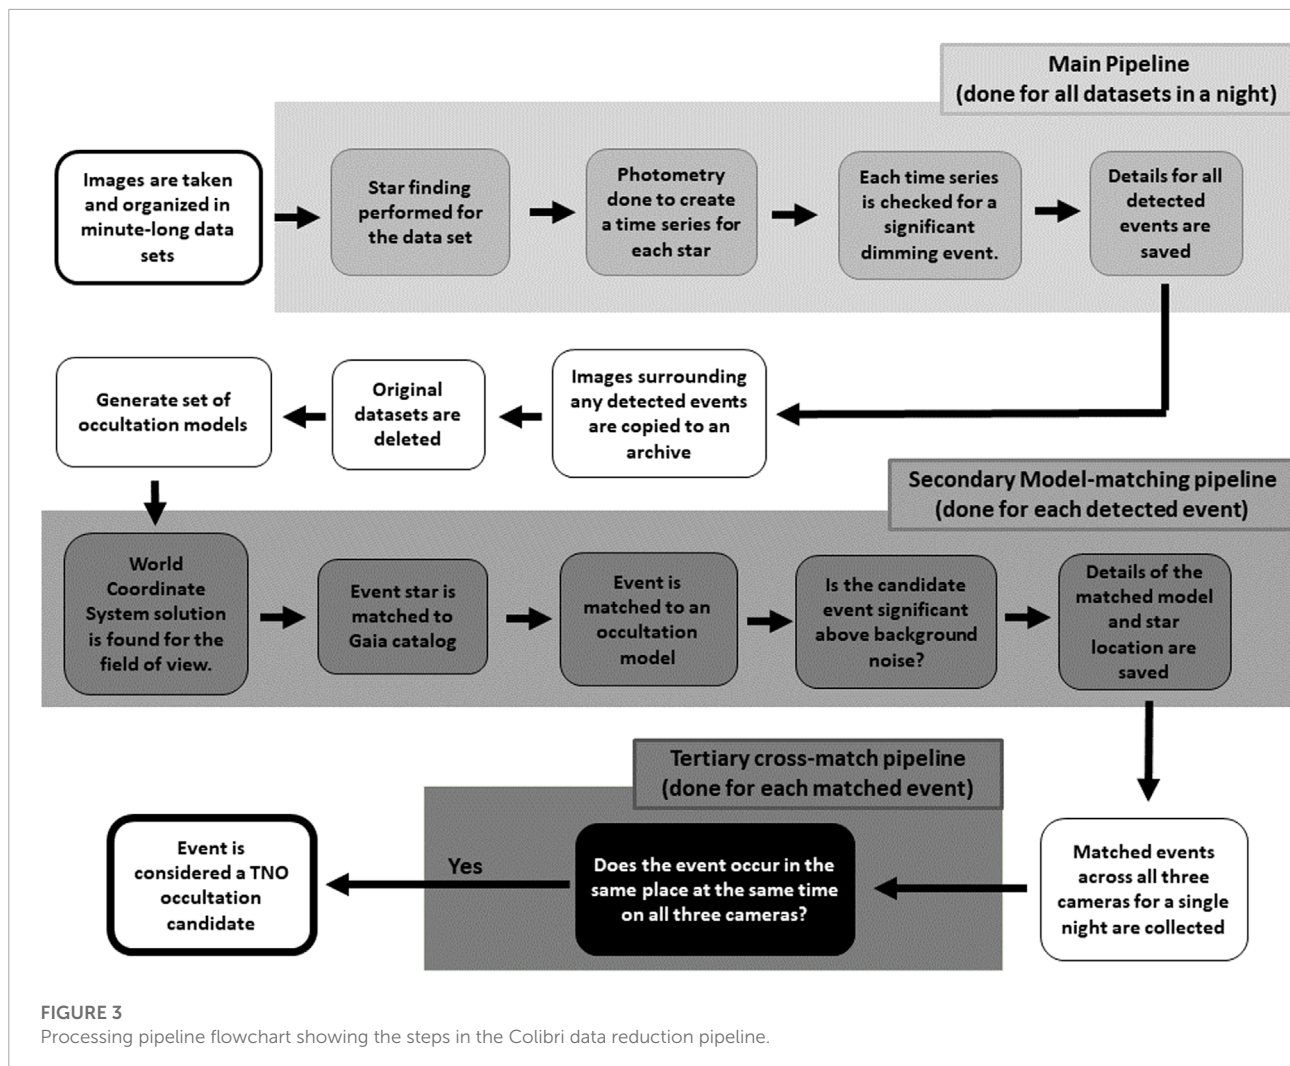 Main Pipeline
(done for all datasets in a night)
Images are taken
and organized in
minute-long data
sets
Star finding
performed for
the data set
Photometry
done to create
a time series for
each star
Each time series
is checked for a
significant
dimming event.
Details for all
detected
events are
saved
Images surrounding
any detected events
are copied to an
archive
Original
datasets are
deleted
Generate set of
occultation models
Secondary Model-matching pipeline
(done for each detected event)
World
Coordinate
System solution
is found for the
field of view.
Event star is
matched to
Gaia catalog
Event is
matched to an
occultation
model
Is the candidate
event significant
above background
noise?
Details of the
matched model
and star
location are
saved
Matched events
across all three
cameras for a single
night are collected
Tertiary cross-match pipeline
(done for each matched event)
Does the event occur in the
same place at the same time
on all three cameras?
Yes
Event is
considered a TNO
occultation
candidate
FIGURE 3
Processing pipeline flowchart showing the steps in the Colibri data reduction pipeline.